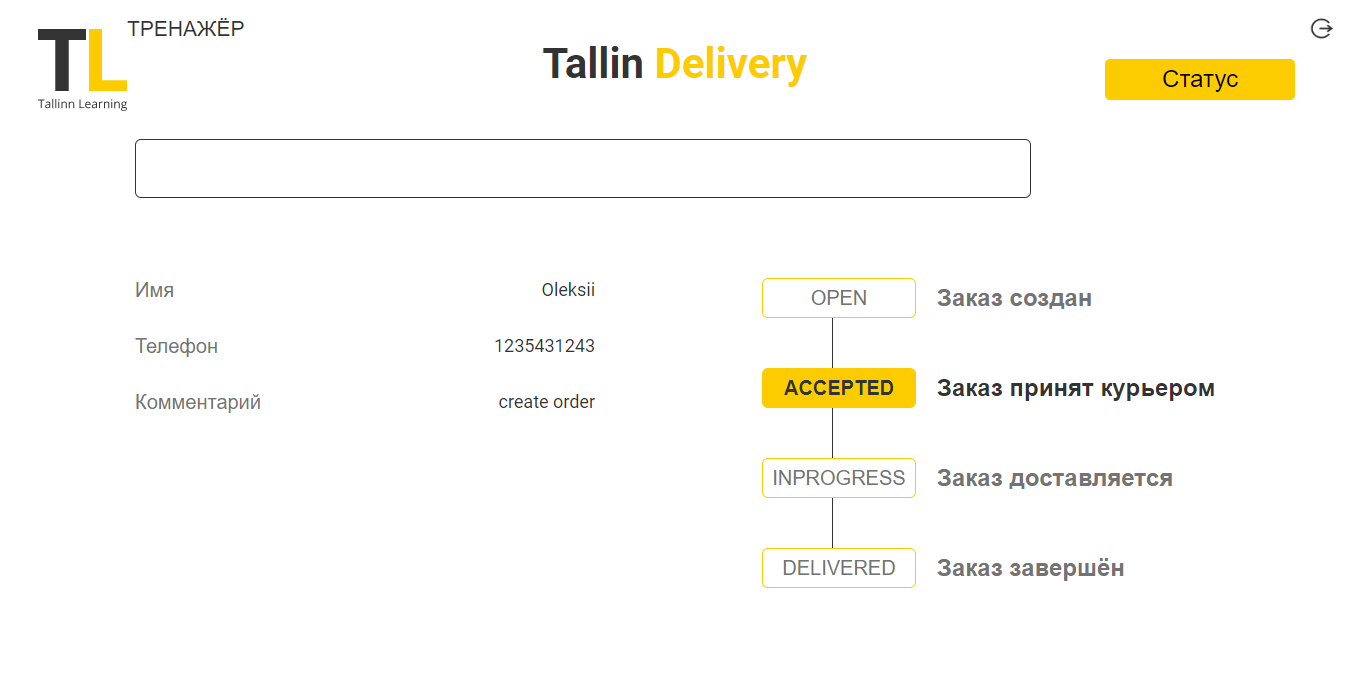 ТРЕНАЖЁР
TL
Tallinn Learning
Tallin Delivery
Статус
Имя
Oleksii
Телефон
1235431243
Комментарий
create order
OPEN
Заказ создан
ACCEPTED
Заказ принят курьером
INPROGRESS
Заказ доставляется
DELIVERED
Заказ завершён